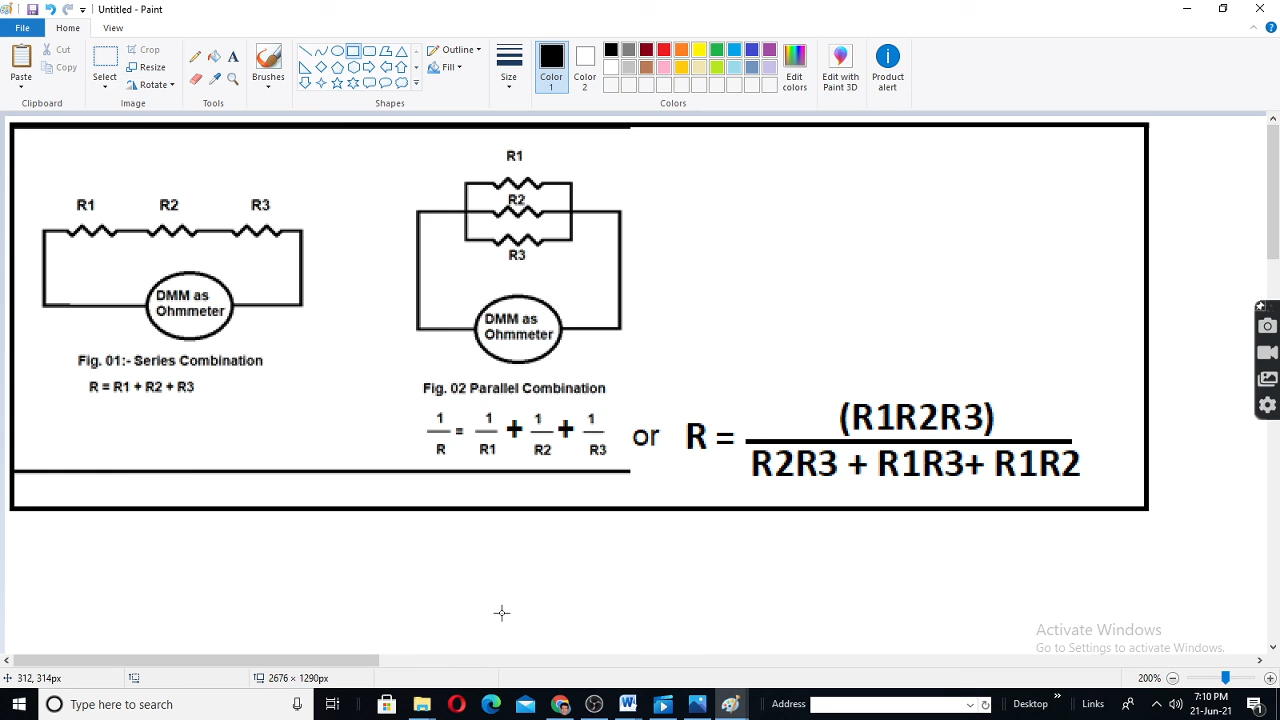 Untitled - Paint
File
Home
View
Paste
Cut
Copy
Clipboard
Select
Crop
Resize
Rotate
Image
Tools
Brushes
Shapes
Outline
Fill
Size
Color
1
Color
2
Colors
Edit
colors
Edit with
Paint 3D
Product
alert
R1
R2
R3
DMM as
Ohmmeter
Fig. 01:- Series Combination
R = R1 + R2 + R3
R1
R2
R3
DMM as
Ohmmeter
Fig. 02 Parallel Combination
1 1 1 1
= + +
R R1 R2 R3
or
R =
(R1R2R3)
R2R3 + R1R3+ R1R2
Activate Windows
Go to Settings to activate Windows.
312, 314px
2676 × 1290px
200%
Type here to search
Address
Desktop
Links
7:10 PM
21-Jun-21